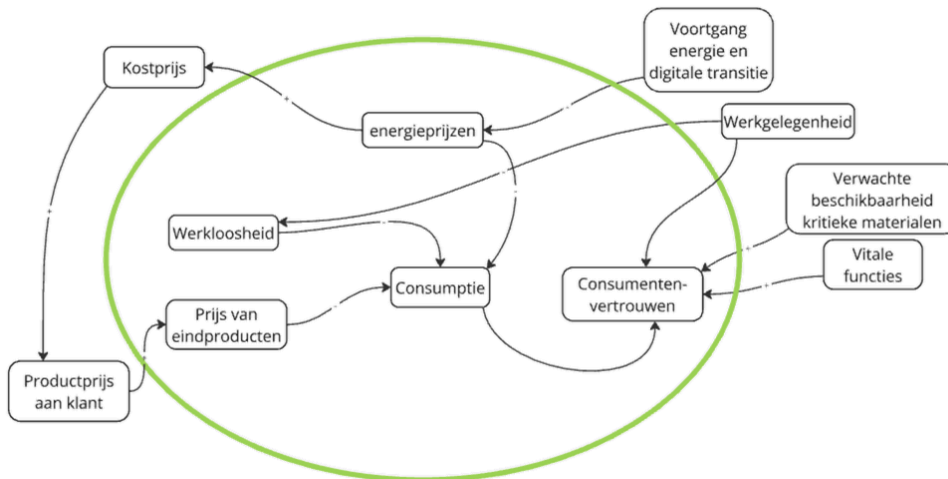 Voortgang
energie en
digitale transitie
Kostprijs
energieprijzen
Werkgelegenheid
Verwachte
beschikbaarheid
kritieke materialen
Werkloosheid
Vitale
functies
Consumptie
Consumenten-
vertrouwen
Prijs van
eindproducten
Productprijs
aan klant